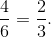 4/6 = 2/3.